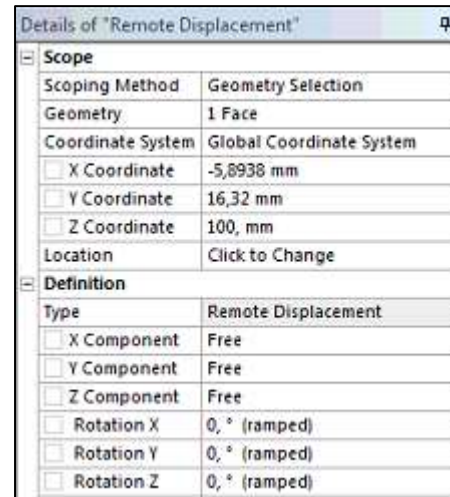 Details of "Remote Displacement"
Scope
Scoping Method Geometry Selection
Geometry 1 Face
Coordinate System Global Coordinate System
X Coordinate -5,8938 mm
Y Coordinate 16,32 mm
Z Coordinate 100, mm
Location Click to Change
Definition
Type Remote Displacement
X Component Free
Y Component Free
Z Component Free
Rotation X 0, ° (ramped)
Rotation Y 0, ° (ramped)
Rotation Z 0, ° (ramped)